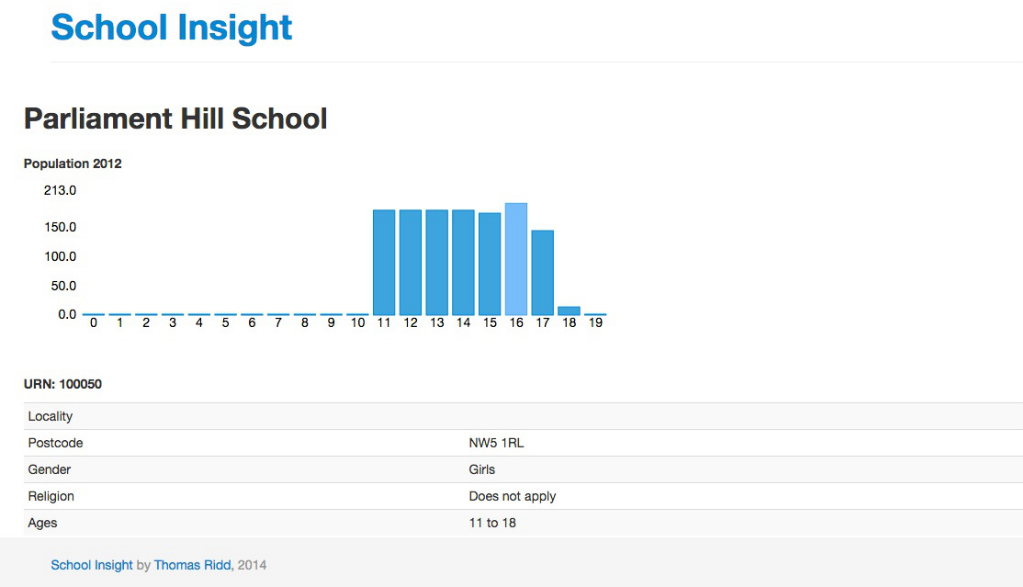 School Insight
Parliament Hill School
Population 2012
213.0
150.0
100.0
50.0
0.0
0 1 2 3 4 5 6 7 8 9 10 11 12 13 14 15 16 17 18 19
URN: 100050
Locality
Postcode NW5 1RL
Gender Girls
Religion Does not apply
Ages 11 to 18
School Insight by Thomas Ridd, 2014